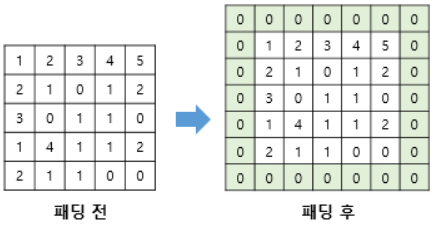 1 2 3 4 5
2 1 0 1 2
3 0 1 1 0
1 4 1 1 2
2 1 1 0 0
패딩 전
0 0 0 0 0 0 0
0 1 2 3 4 5 0
0 2 1 0 1 2 0
0 3 0 1 1 0 0
0 1 4 1 1 2 0
0 2 1 1 0 0 0
0 0 0 0 0 0 0
패딩 후